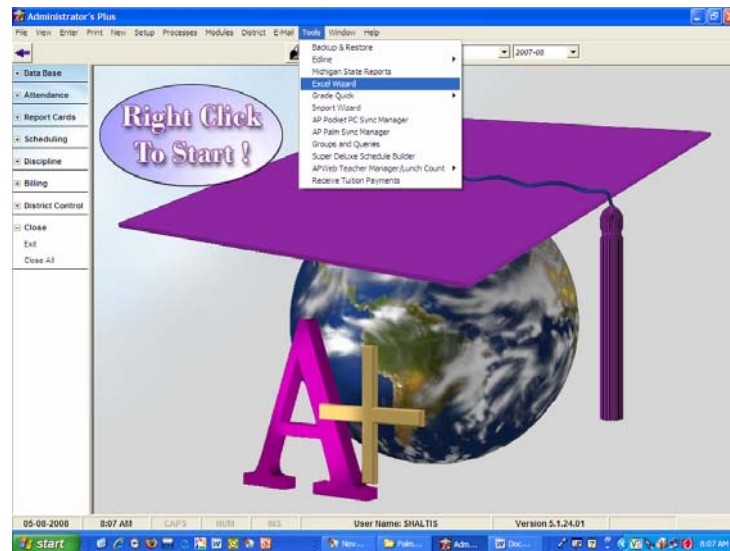 Administrator's Plus
File View Enter Print New Setup Processes Modules District E-Mail Tools Window Help
2007-08
Backup & Restore
Edline
Michigan State Reports
Excel Wizard
Grade Quick
Import Wizard
AP Pocket PC Sync Manager
AP Palm Sync Manager
Groups and Queries
Super Deluxe Schedule Builder
APWeb Teacher Manager/Lunch Count
Receive Tuition Payments
Data Base
Attendance
Report Cards
Scheduling
Discipline
Billing
District Control
Close
Exit
Close All
Right Click
To Start !
A+
05-08-2008 8:07 AM CAPS NUM INS User Name: SHALTIS Version 5.1.24.01
start Nov... Palm... Adm... Doc... 8:07 AM